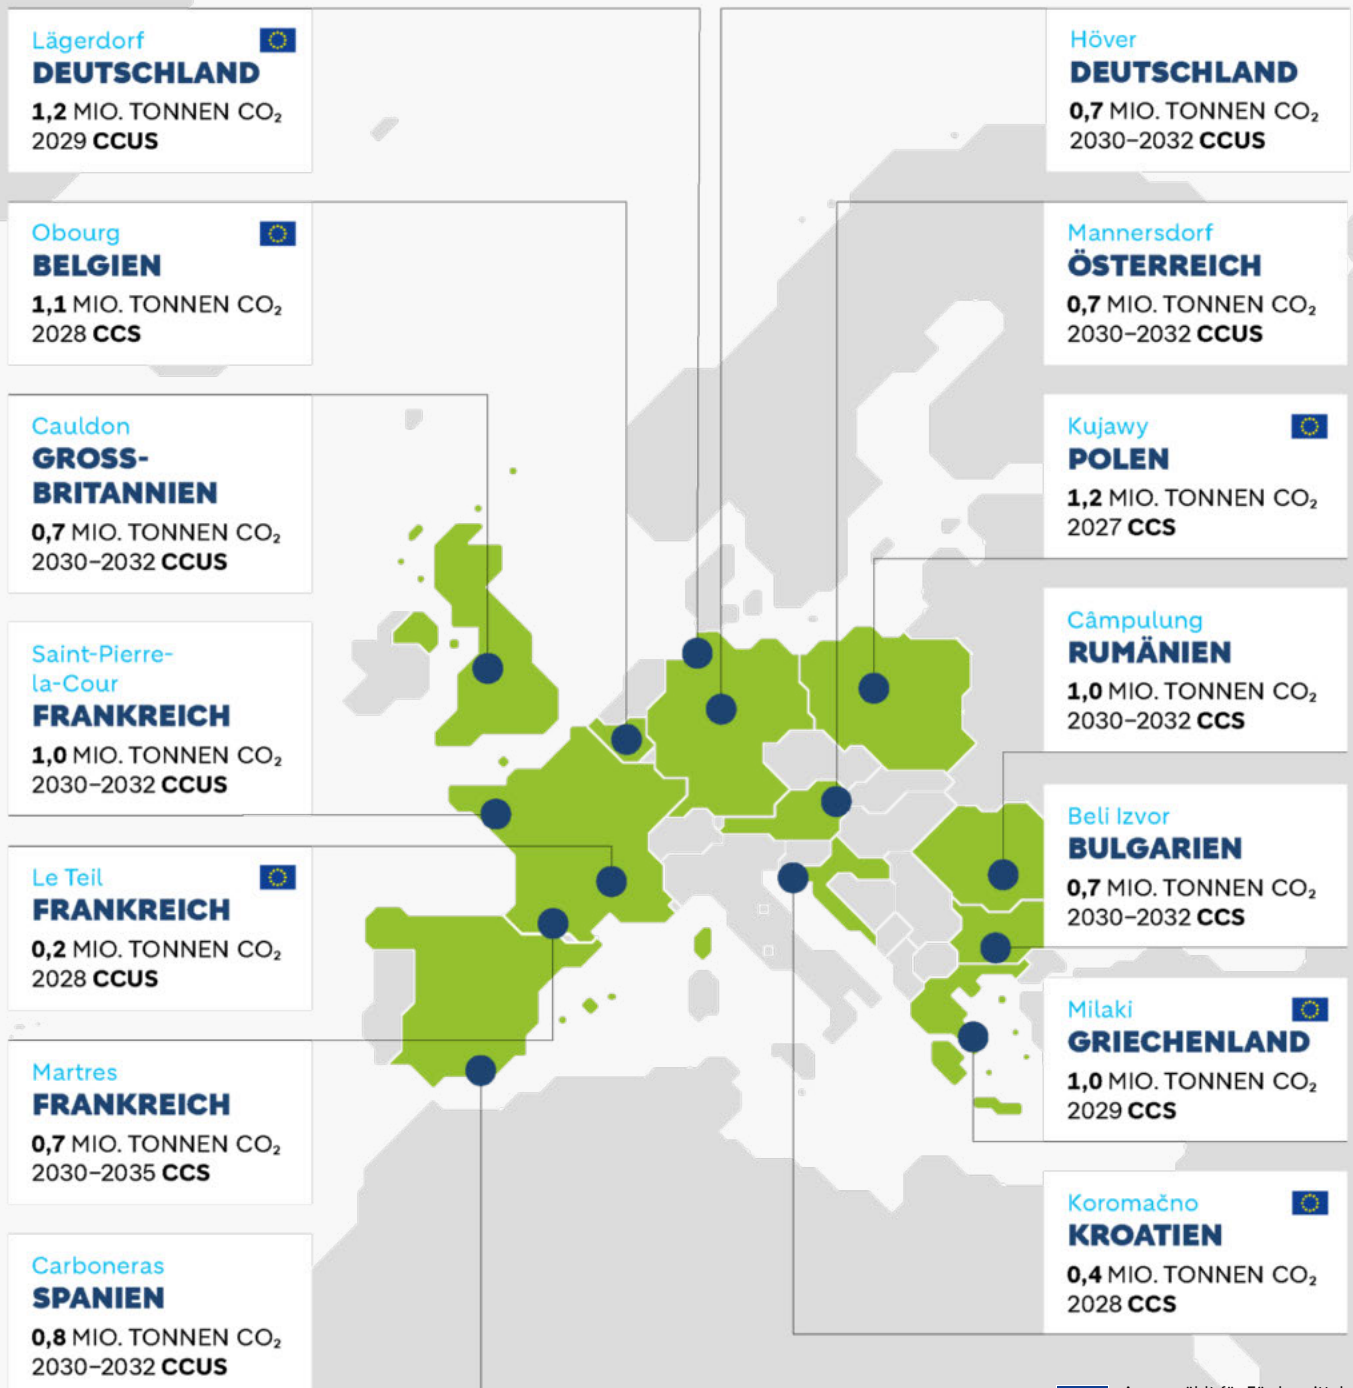 Lägerdorf
DEUTSCHLAND
1,2 MIO. TONNEN CO₂
2029 CCUS
Obourg
BELGIEN
1,1 MIO. TONNEN CO₂
2028 CCS
Cauldon
GROSS-
BRITANNIEN
0,7 MIO. TONNEN CO₂
2030–2032 CCUS
Saint-Pierre-
la-Cour
FRANKREICH
1,0 MIO. TONNEN CO₂
2030–2032 CCUS
Le Teil
FRANKREICH
0,2 MIO. TONNEN CO₂
2028 CCUS
Martres
FRANKREICH
0,7 MIO. TONNEN CO₂
2030–2035 CCS
Carboneras
SPANIEN
0,8 MIO. TONNEN CO₂
2030–2032 CCUS
Höver
DEUTSCHLAND
0,7 MIO. TONNEN CO₂
2030–2032 CCUS
Mannersdorf
ÖSTERREICH
0,7 MIO. TONNEN CO₂
2030–2032 CCUS
Kujawy
POLEN
1,2 MIO. TONNEN CO₂
2027 CCS
Câmpulung
RUMÄNIEN
1,0 MIO. TONNEN CO₂
2030–2032 CCS
Beli Izvor
BULGARIEN
0,7 MIO. TONNEN CO₂
2030–2032 CCS
Milaki
GRIECHENLAND
1,0 MIO. TONNEN CO₂
2029 CCS
Koromačno
KROATIEN
0,4 MIO. TONNEN CO₂
2028 CCS